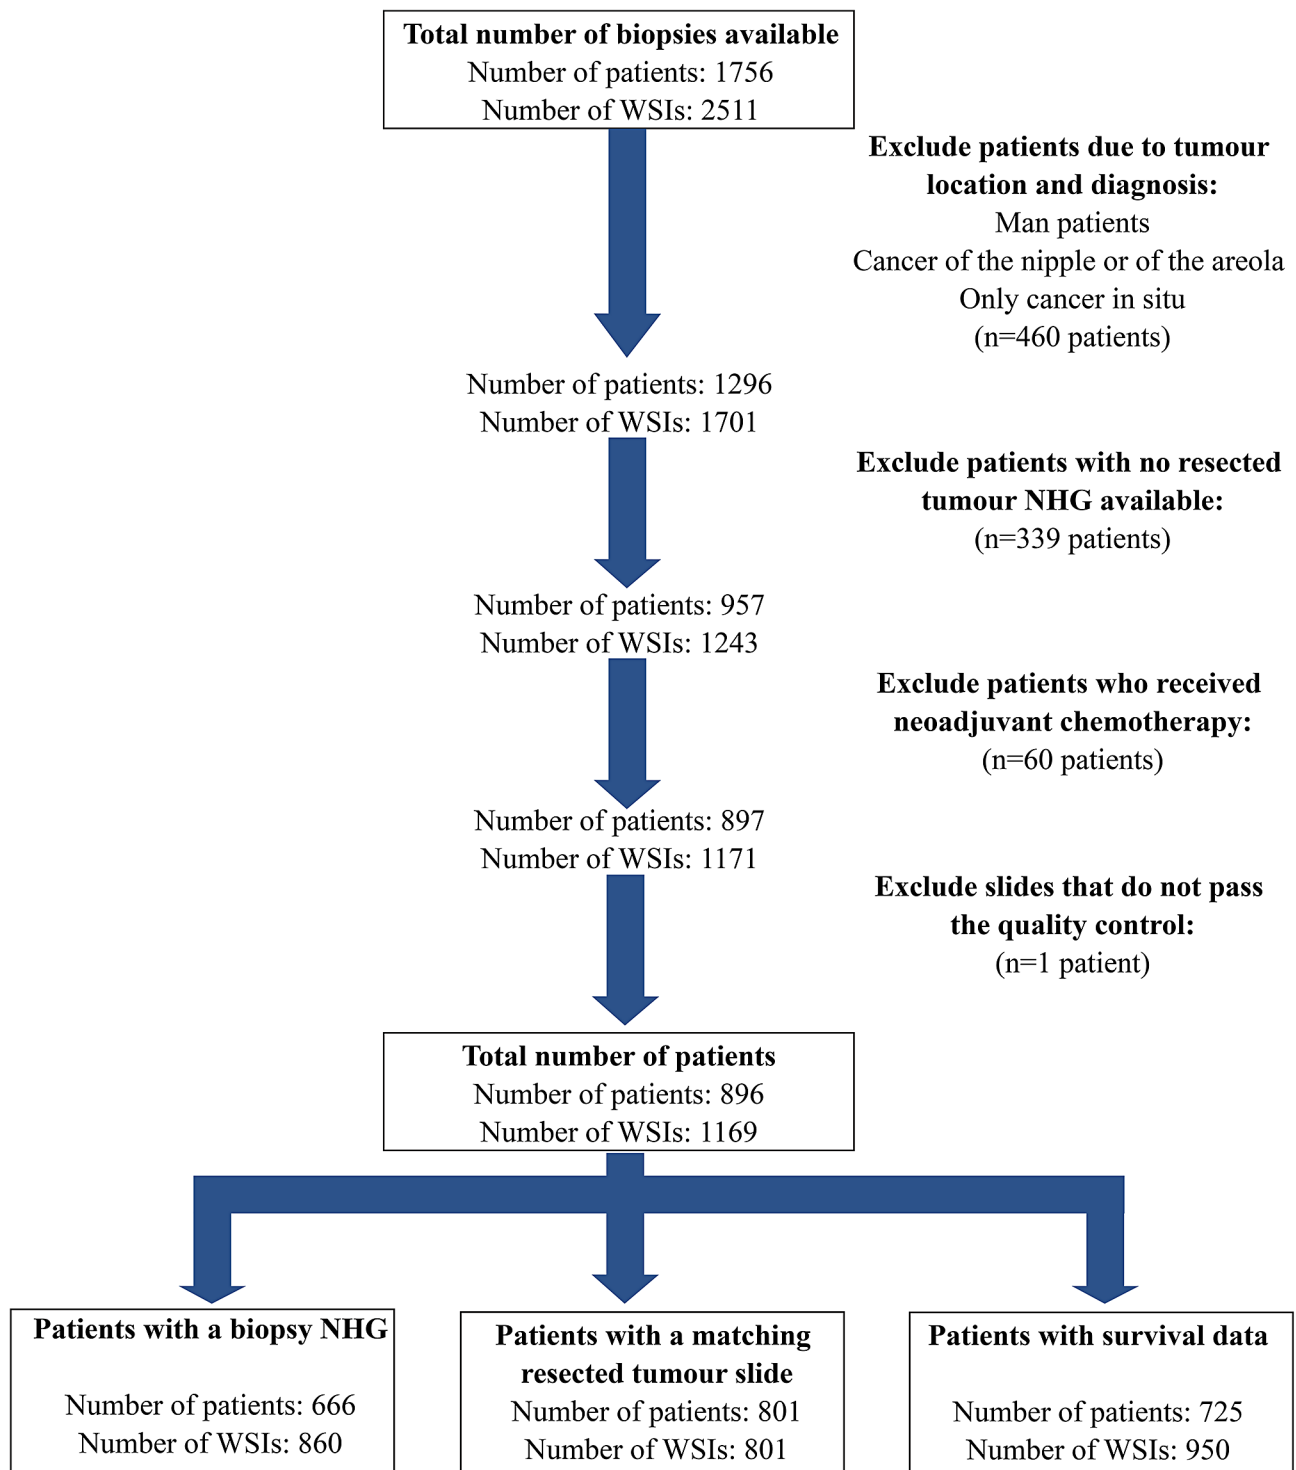 Total number of biopsies available
Number of patients: 1756
Number of WSIs: 2511
Exclude patients due to tumour
location and diagnosis:
Man patients
Cancer of the nipple or of the areola
Only cancer in situ
(n=460 patients)
Number of patients: 1296
Number of WSIs: 1701
Exclude patients with no resected
tumour NHG available:
(n=339 patients)
Number of patients: 957
Number of WSIs: 1243
Exclude patients who received
neoadjuvant chemotherapy:
(n=60 patients)
Number of patients: 897
Number of WSIs: 1171
Exclude slides that do not pass
the quality control:
(n=1 patient)
Total number of patients
Number of patients: 896
Number of WSIs: 1169
Patients with a biopsy NHG
Number of patients: 666
Number of WSIs: 860
Patients with a matching
resected tumour slide
Number of patients: 801
Number of WSIs: 801
Patients with survival data
Number of patients: 725
Number of WSIs: 950